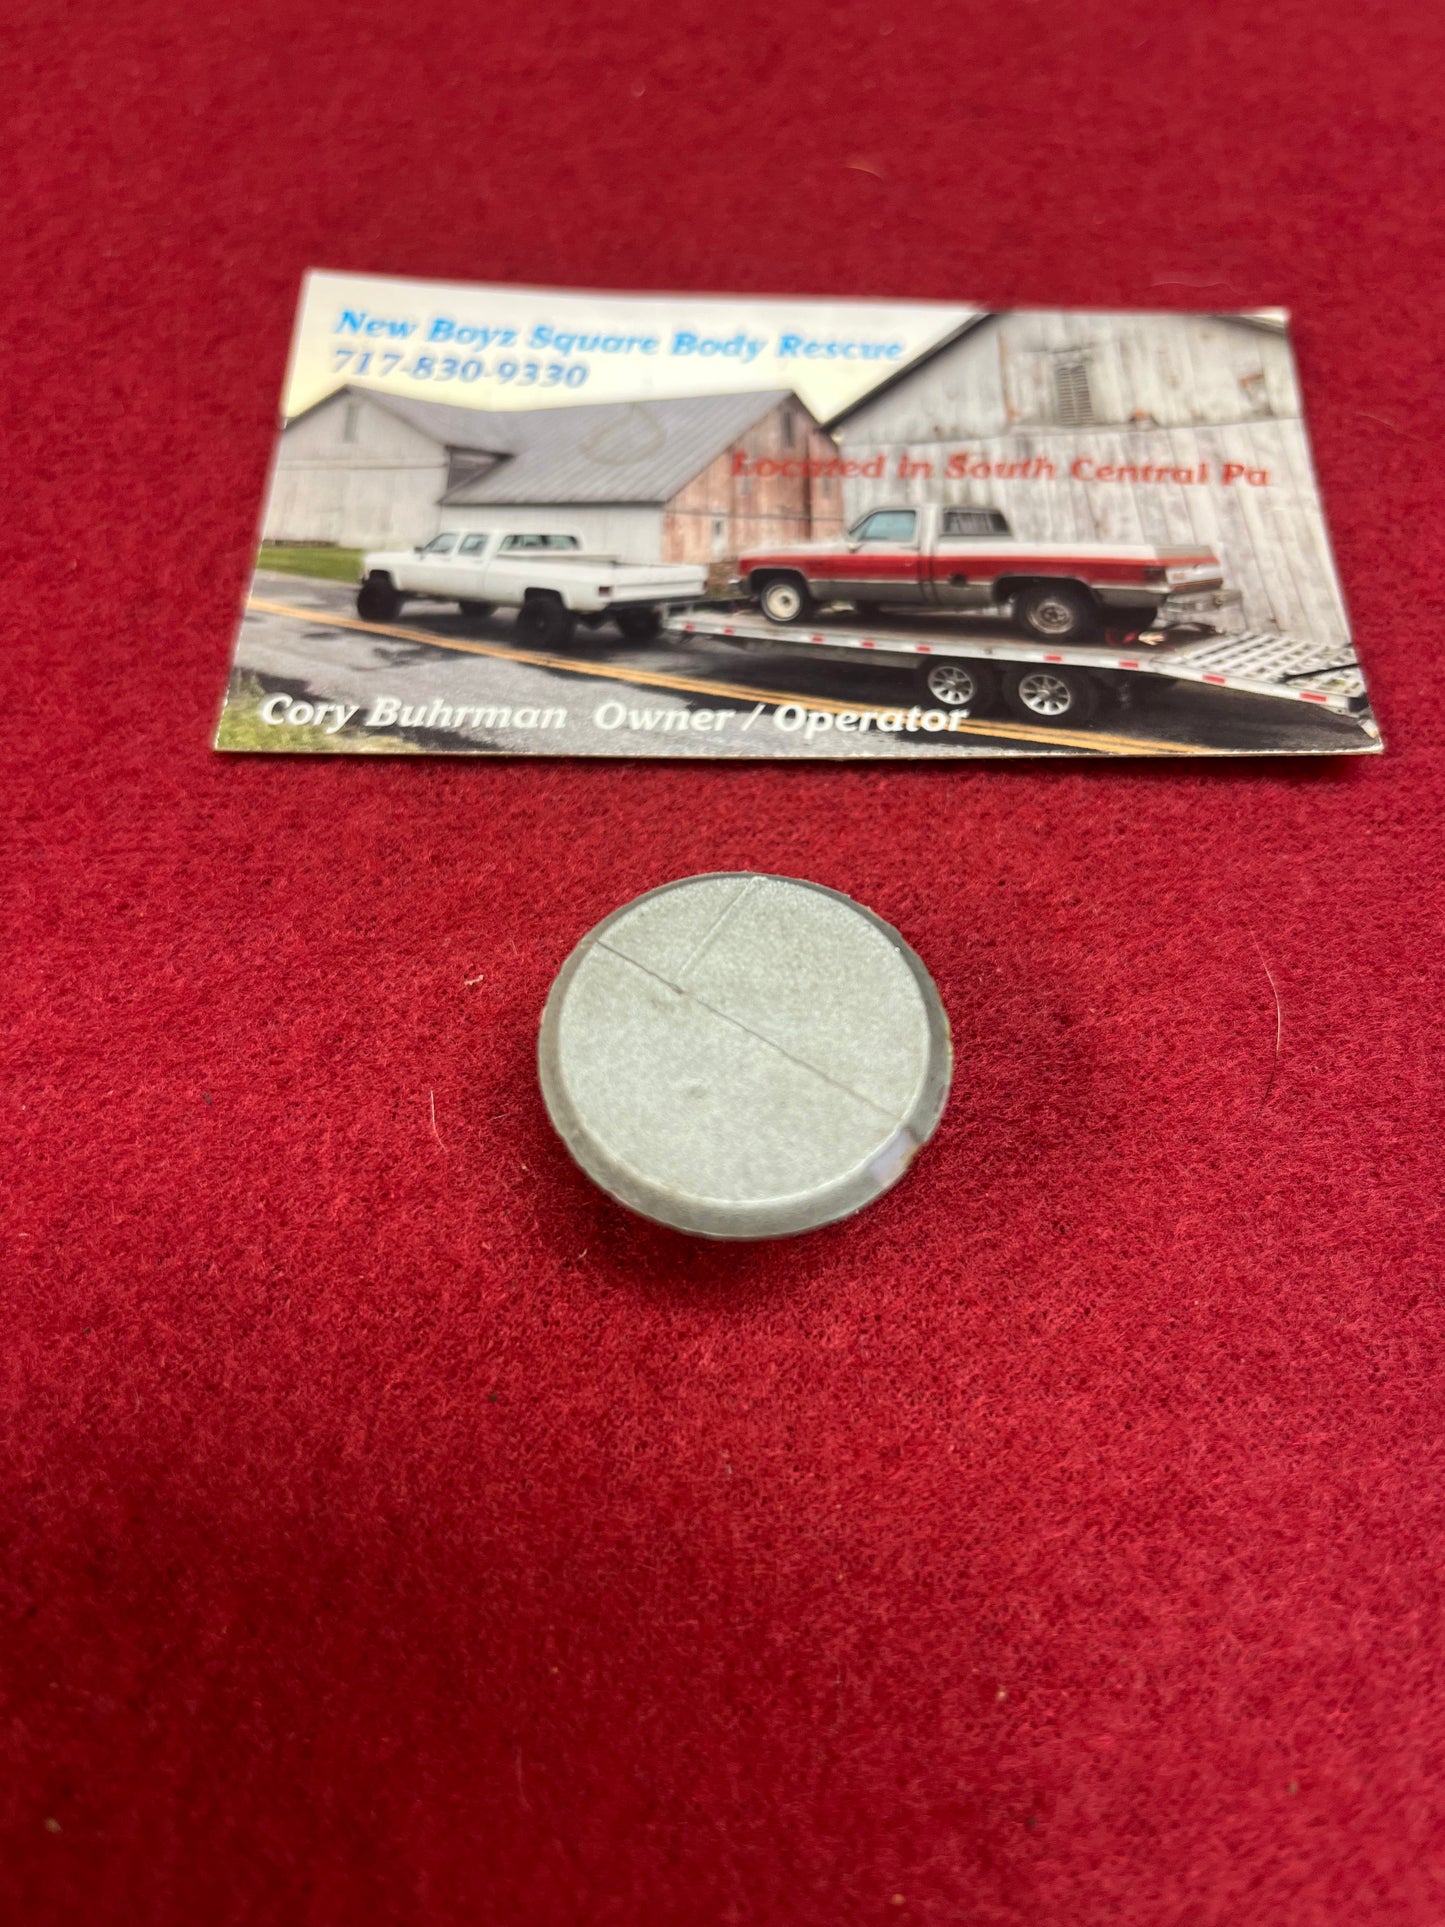 New Boyz Square Body Rescue
717-830-9330
Located in South Central Pa
Cory Buhrman Owner / Operator